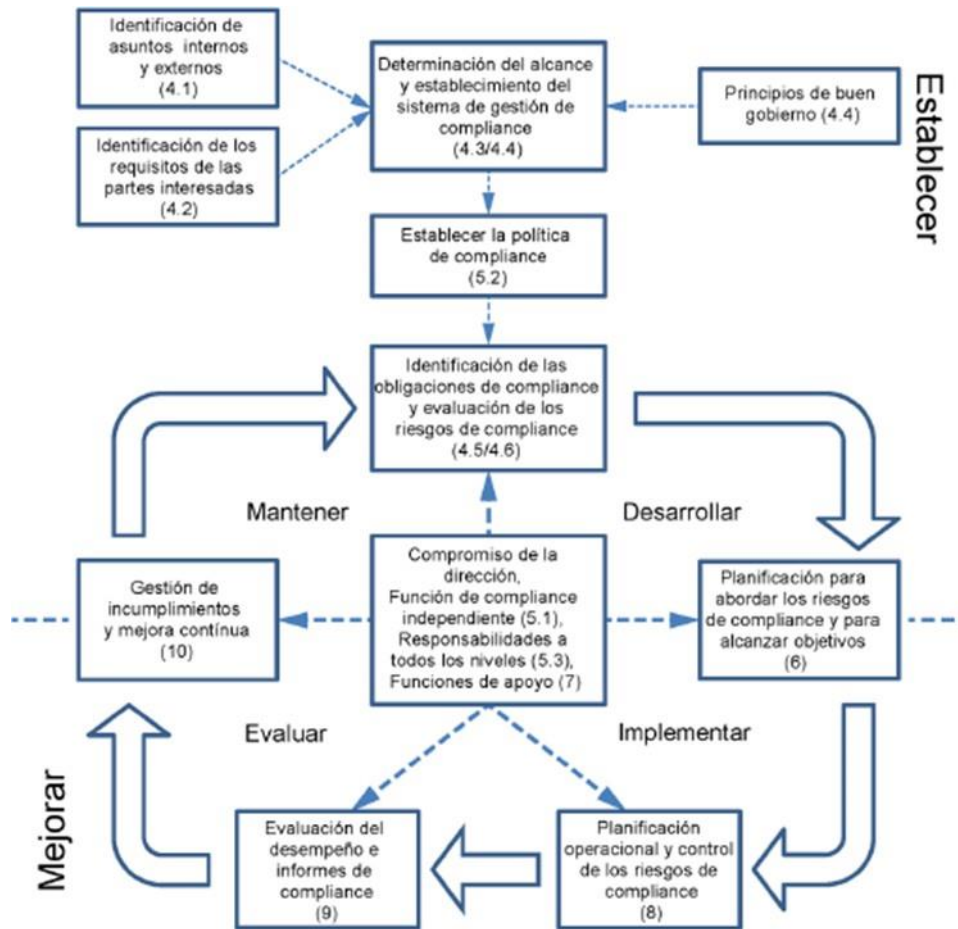 Identificación de
asuntos internos
y externos
(4.1)
Identificación de los
requisitos de las
partes interesadas
(4.2)
Determinación del alcance
y establecimiento del
sistema de gestión de
compliance
(4.3/4.4)
Principios de buen
gobierno (4.4)
Establecer
Establecer la política
de compliance
(5.2)
Identificación de las
obligaciones de compliance
y evaluación de los
riesgos de compliance
(4.5/4.6)
Mantener
Desarrollar
Gestión de
incumplimientos
y mejora contínua
(10)
Compromiso de la
dirección,
Función de compliance
independiente (5.1),
Responsabilidades a
todos los niveles (5.3),
Funciones de apoyo (7)
Planificación para
abordar los riesgos
de compliance y para
alcanzar objetivos
(6)
Evaluar
Implementar
Mejorar
Evaluación del
desempeño e
informes de
compliance
(9)
Planificación
operacional y control
de los riesgos de
compliance
(8)